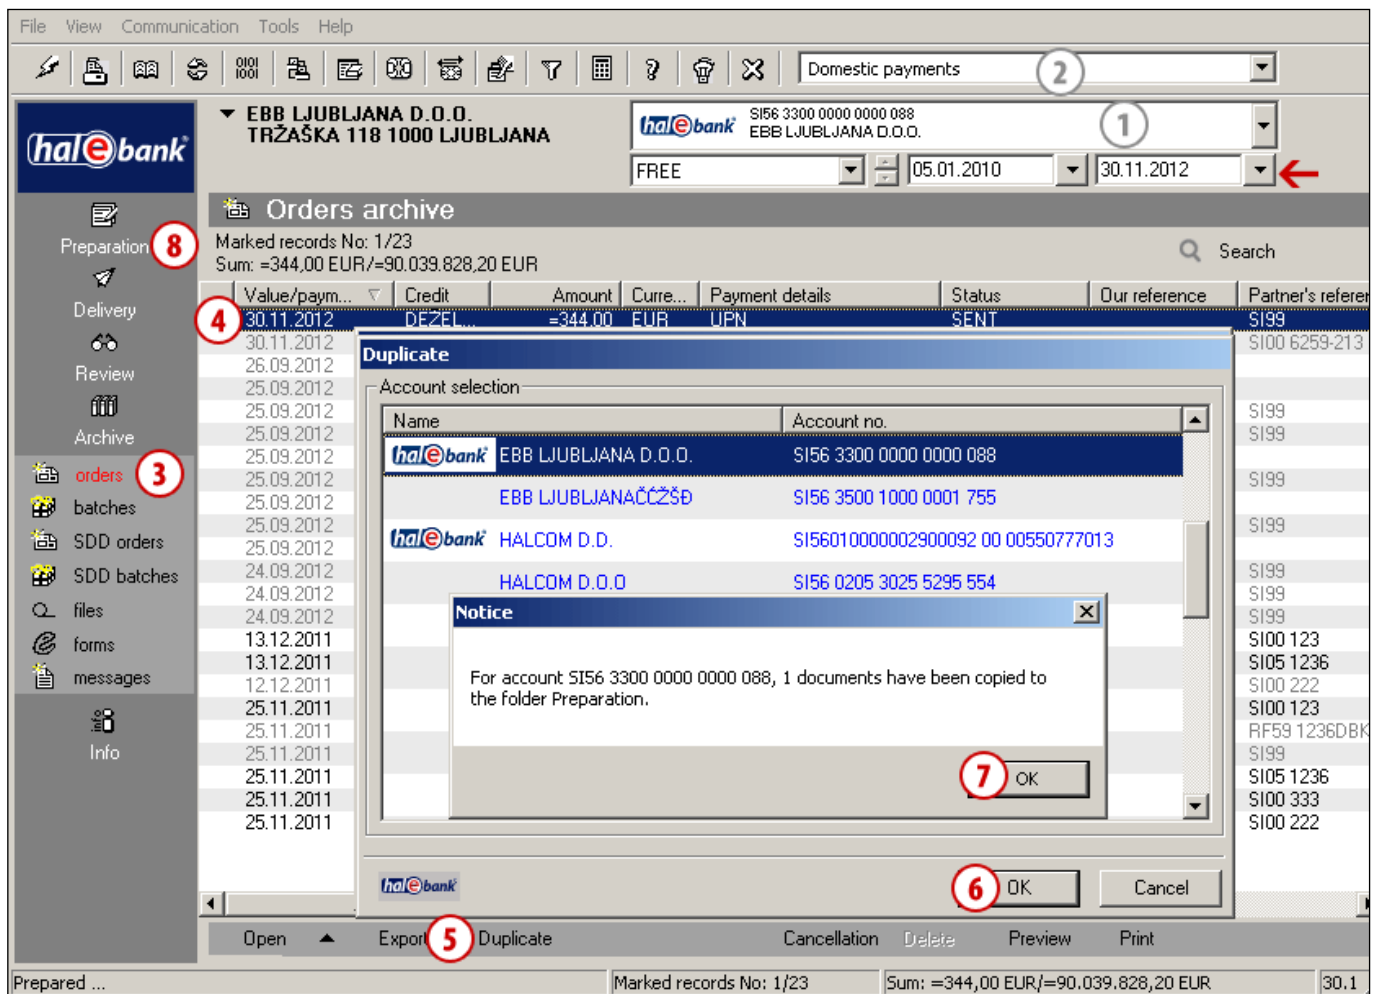 File View Communication Tools Help
Domestic payments 2
hal@bank
EBB LJUBLJANA D.O.O.
TRŽAŠKA 118 1000 LJUBLJANA
hal@bank SI56 3300 0000 0000 088
EBB LJUBLJANA D.O.O. 1
FREE 05.01.2010 30.11.2012
Orders archive
Preparation 8
Delivery
Review
Archive
orders 3
batches
SDD orders
SDD batches
files
forms
messages
Info
Marked records No: 1/23
Sum: =344,00 EUR/=90.039.828,20 EUR
Search
Value/paym... Credit Amount Curre... Payment details Status Our reference Partner's referer
4 30.11.2012 DEZEL... =344,00 EUR UPN SENT SI99
30.11.2012 SI00 6259-213
26.09.2012
25.09.2012
25.09.2012 SI99
25.09.2012 SI99
25.09.2012
25.09.2012 SI99
25.09.2012
25.09.2012 SI99
25.09.2012
24.09.2012 SI99
24.09.2012 SI99
24.09.2012 SI99
13.12.2011 SI00 123
13.12.2011 SI05 1236
12.12.2011 SI00 222
25.11.2011 SI00 123
25.11.2011 RF59 1236DBK
25.11.2011 SI99
25.11.2011 SI05 1236
25.11.2011 SI00 333
25.11.2011 SI00 222
Duplicate
Account selection
Name Account no.
hal@bank EBB LJUBLJANA D.O.O. SI56 3300 0000 0000 088
EBB LJUBLJANAČĆŽŠĐ SI56 3500 1000 0001 755
hal@bank HALCOM D.D. SI56010000002900092 00 00550777013
HALCOM D.O.O SI56 0205 3025 5295 554
Notice
For account SI56 3300 0000 0000 088, 1 documents have been copied to
the folder Preparation.
7 OK
hal@bank
6 OK Cancel
Open Export 5 Duplicate Cancellation Delete Preview Print
Prepared ... Marked records No: 1/23 Sum: =344,00 EUR/=90.039.828,20 EUR 30.1